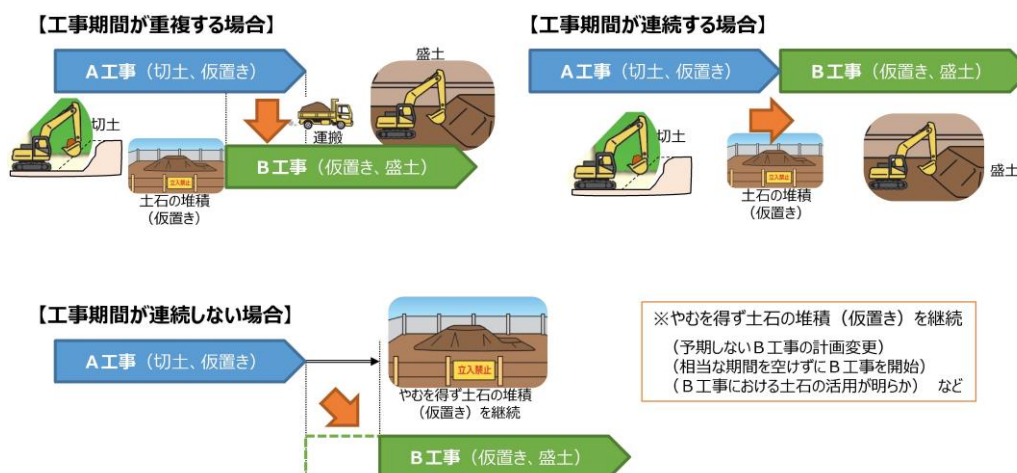 【工事期間が重複する場合】
A工事（切土、仮置き）
切土
立入禁止
土石の堆積
（仮置き）
運搬
盛土
B工事（仮置き、盛土）
【工事期間が連続する場合】
A工事（切土、仮置き）
B工事（仮置き、盛土）
切土
立入禁止
土石の堆積
（仮置き）
盛土
【工事期間が連続しない場合】
A工事（切土、仮置き）
立入禁止
やむを得ず土石の堆積
（仮置き）を継続
B工事（仮置き、盛土）
※やむを得ず土石の堆積（仮置き）を継続
（予期しないB工事の計画変更）
（相当な期間を空けずにB工事を開始）
（B工事における土石の活用が明らか）　など